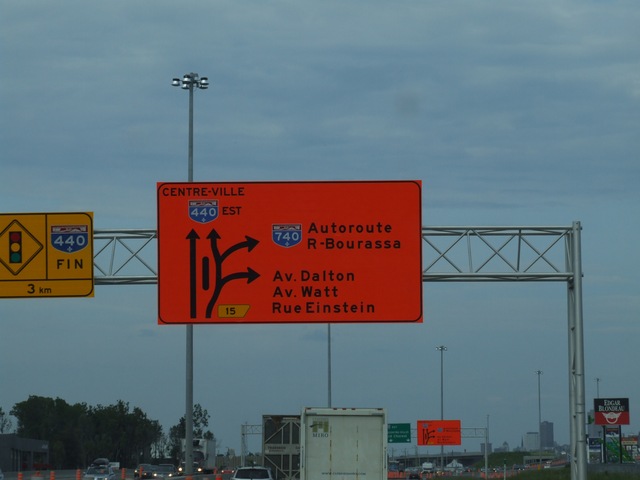 CENTRE-VILLE
440 EST
740
Autoroute
R-Bourassa
Av. Dalton
Av. Watt
Rue Einstein
15
440
FIN
3 KM
EDGAR
BLONDEAU